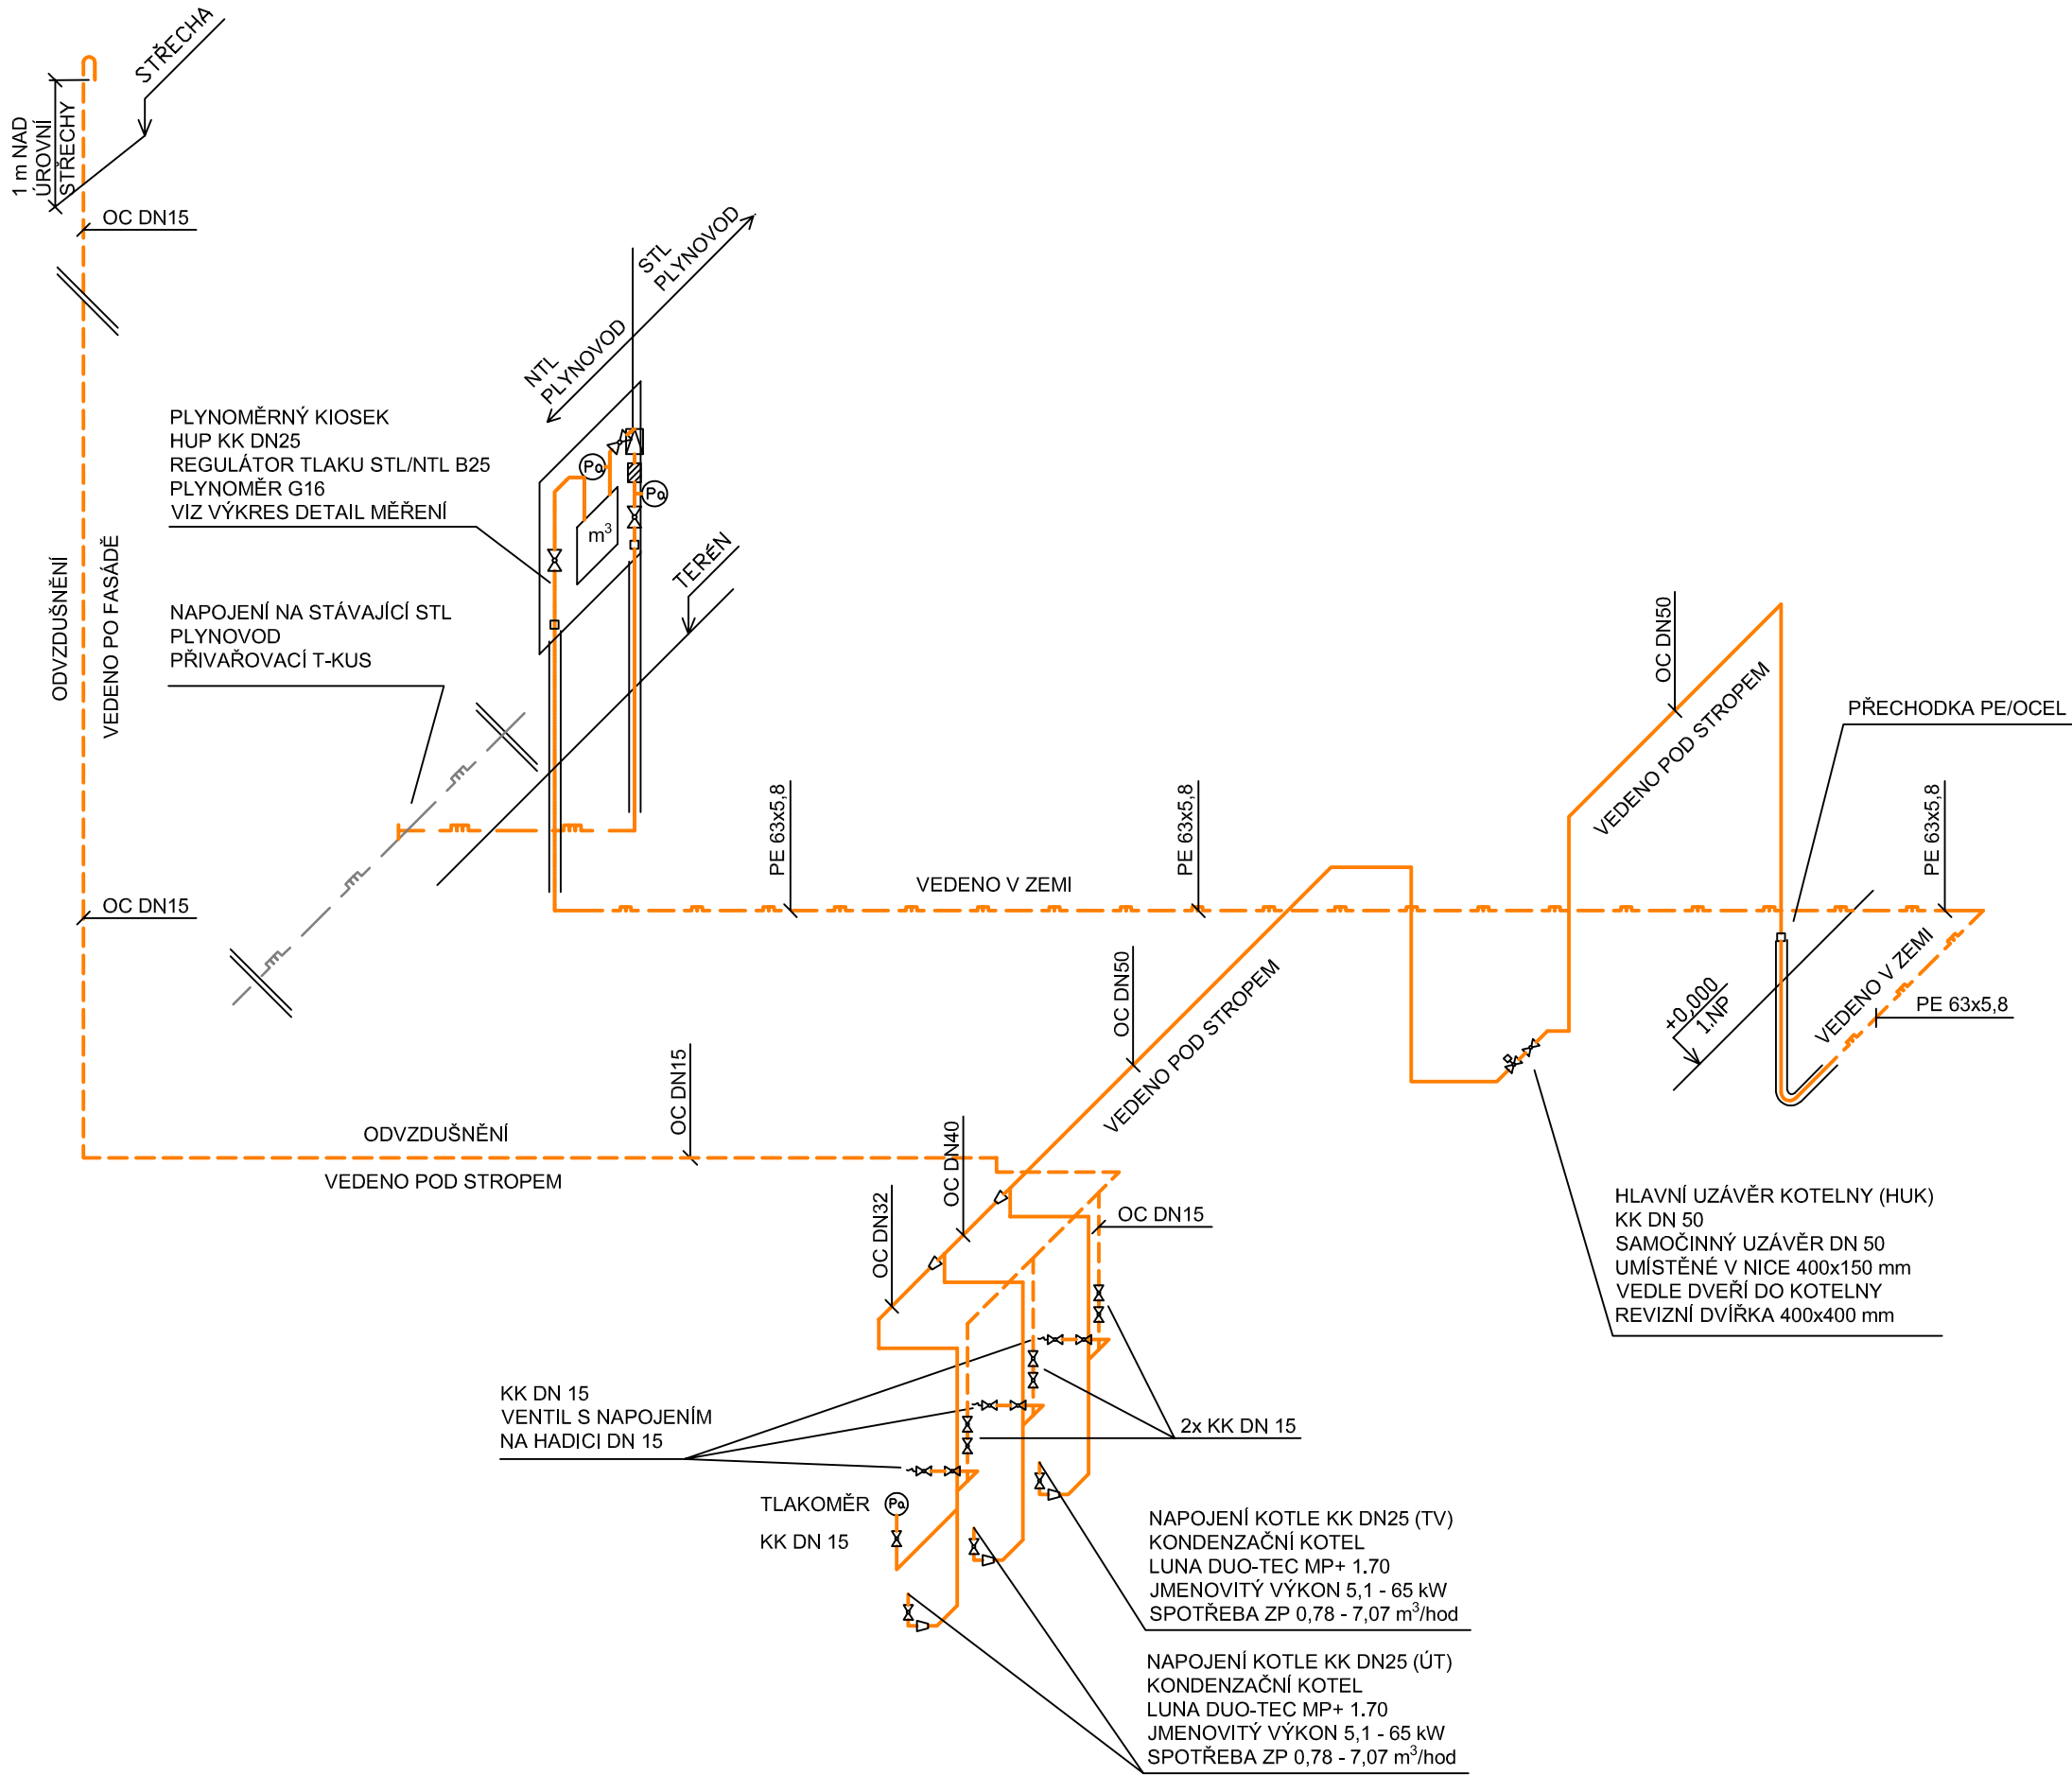 STŘECHA
1 m NAD
ÚROVNÍ
STŘECHY
OC DN15
STL
PLYNOVOD
NTL
PLYNOVOD
PLYNOMĚRNÝ KIOSEK
HUP KK DN25
REGULÁTOR TLAKU STL/NTL B25
PLYNOMĚR G16
VIZ VÝKRES DETAIL MĚŘENÍ
Pa
Pa
m³
TERÉN
ODVZDUŠNĚNÍ
VEDENO PO FASÁDĚ
NAPOJENÍ NA STÁVAJÍCÍ STL
PLYNOVOD
PŘIVAŘOVACÍ T-KUS
OC DN50
VEDENO POD STROPEM
PŘECHODKA PE/OCEL
PE 63x5,8
PE 63x5,8
PE 63x5,8
VEDENO V ZEMI
OC DN15
OC DN50
VEDENO POD STROPEM
+0,000
1.NP
VEDENO V ZEMI
PE 63x5,8
OC DN15
ODVZDUŠNĚNÍ
VEDENO POD STROPEM
OC DN40
OC DN32
OC DN15
HLAVNÍ UZÁVĚR KOTELNY (HUK)
KK DN 50
SAMOČINNÝ UZÁVĚR DN 50
UMÍSTĚNÉ V NICE 400x150 mm
VEDLE DVEŘÍ DO KOTELNY
REVIZNÍ DVÍŘKA 400x400 mm
KK DN 15
VENTIL S NAPOJENÍM
NA HADICI DN 15
2x KK DN 15
TLAKOMĚR
Pa
KK DN 15
NAPOJENÍ KOTLE KK DN25 (TV)
KONDENZAČNÍ KOTEL
LUNA DUO-TEC MP+ 1.70
JMENOVITÝ VÝKON 5,1 - 65 kW
SPOTŘEBA ZP 0,78 - 7,07 m³/hod
NAPOJENÍ KOTLE KK DN25 (ÚT)
KONDENZAČNÍ KOTEL
LUNA DUO-TEC MP+ 1.70
JMENOVITÝ VÝKON 5,1 - 65 kW
SPOTŘEBA ZP 0,78 - 7,07 m³/hod